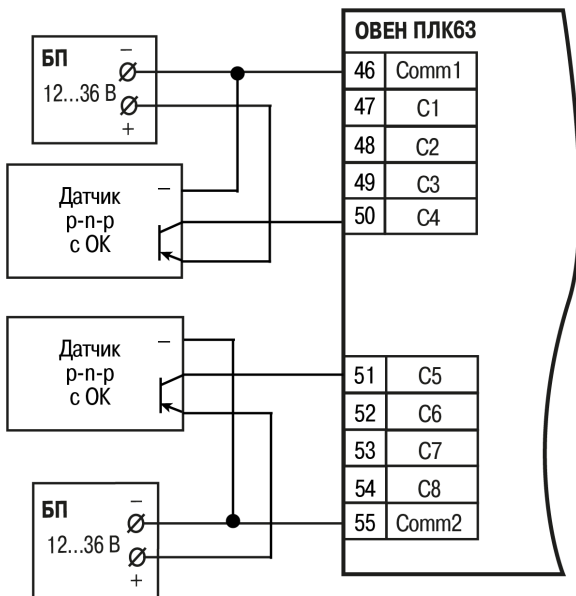 ОВЕН ПЛК63
БП
–
12...36 В
+
46 Comm1
47 C1
48 C2
49 C3
50 C4
Датчик
–
p-n-p
с ОК
Датчик
–
p-n-p
с ОК
51 C5
52 C6
53 C7
54 C8
55 Comm2
БП
–
12...36 В
+